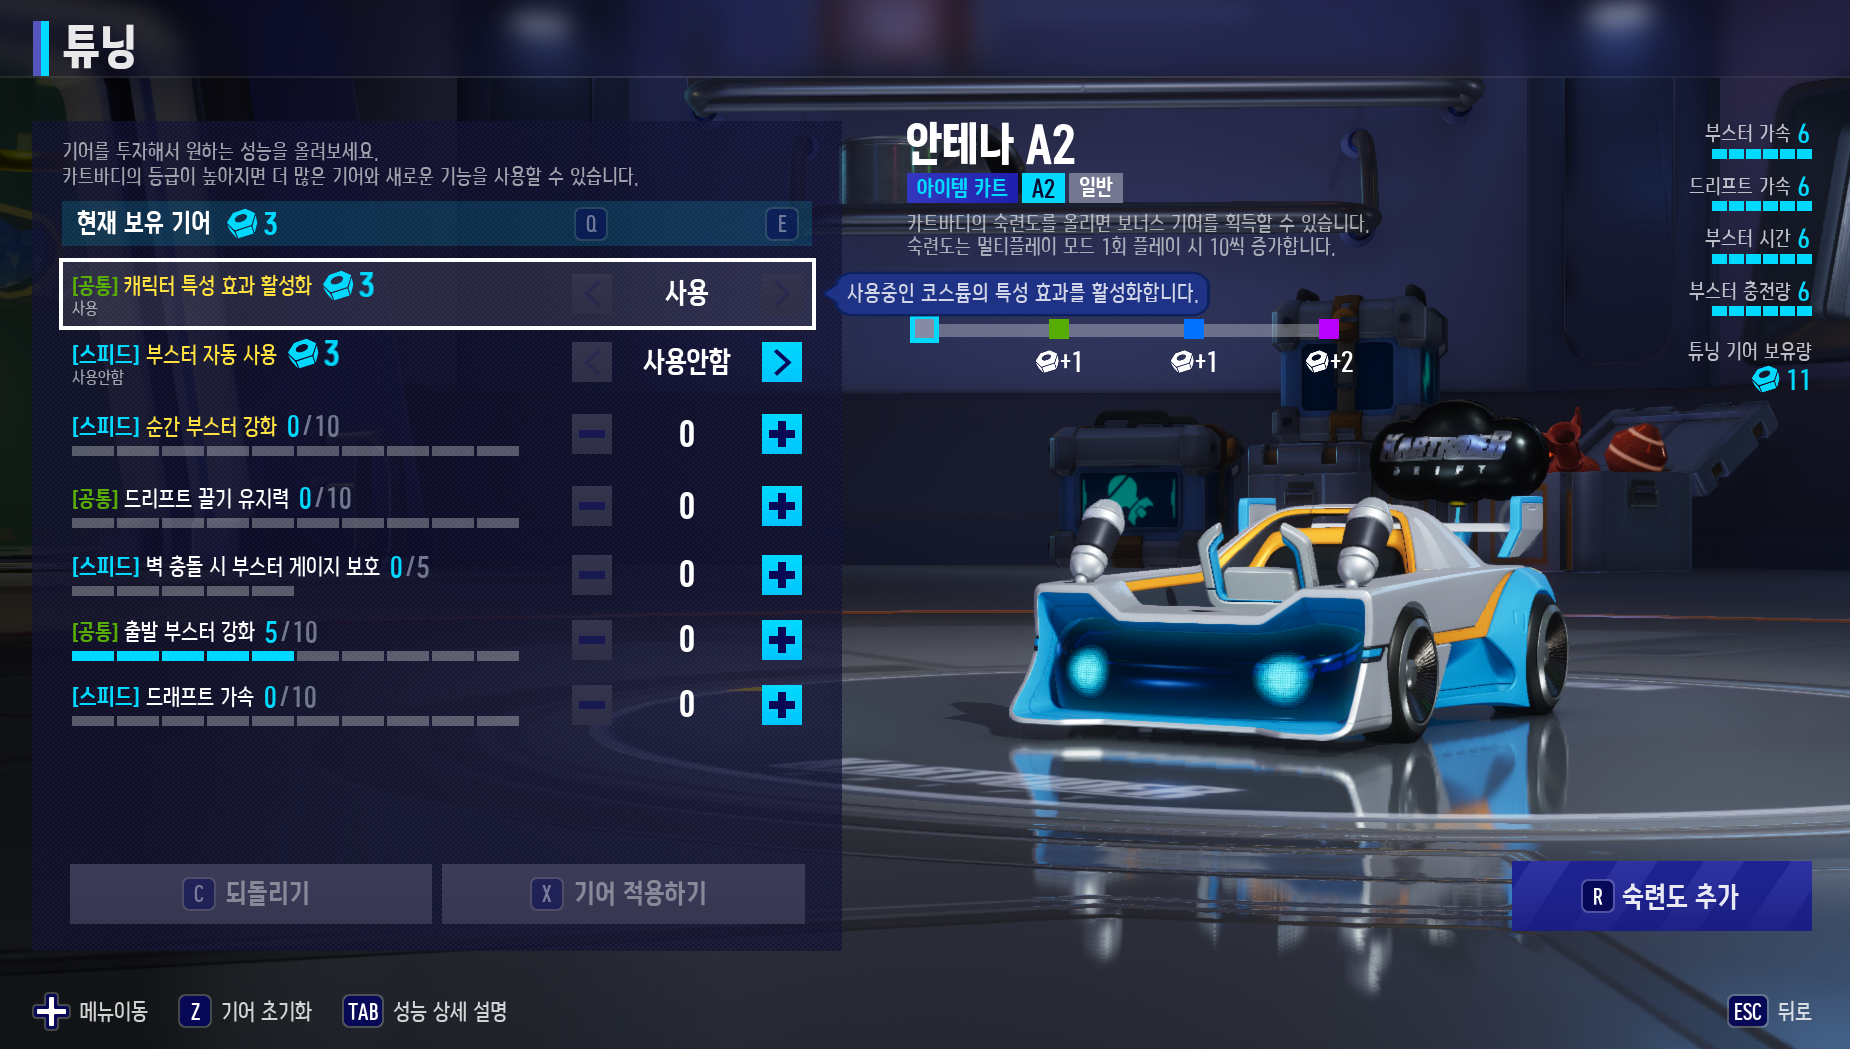 튜닝
기어를 투자해서 원하는 성능을 올려보세요.
카트바디의 등급이 높아지면 더 많은 기어와 새로운 기능을 사용할 수 있습니다.
현재 보유 기어 3 Q E
[공통] 캐릭터 특성 효과 활성화 3
사용
사용
[스피드] 부스터 자동 사용 3
사용안함
사용안함
[스피드] 순간 부스터 강화 0/10
0
[공통] 드리프트 끌기 유지력 0/10
0
[스피드] 벽 충돌 시 부스터 게이지 보호 0/5
0
[공통] 출발 부스터 강화 5/10
0
[스피드] 드래프트 가속 0/10
0
C 되돌리기
X 기어 적용하기
안테나 A2
아이템 카트 A2 일반
카트바디의 숙련도를 올리면 보너스 기어를 획득할 수 있습니다.
숙련도는 멀티플레이 모드 1회 플레이 시 10씩 증가합니다.
사용중인 코스튬의 특성 효과를 활성화합니다.
+1 +1 +2
부스터 가속 6
드리프트 가속 6
부스터 시간 6
부스터 충전량 6
튜닝 기어 보유량
11
KARTRIDER
DRIFT
R 숙련도 추가
메뉴이동 Z 기어 초기화 TAB 성능 상세 설명
ESC 뒤로